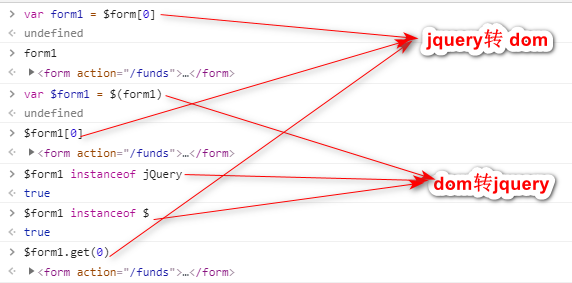 > var form1 = $form[0]
<· undefined
> form1
<· ▶<form action="/funds">…</form>
> var $form1 = $(form1)
<· undefined
> $form1[0]
<· ▶<form action="/funds">…</form>
> $form1 instanceof jQuery
<· true
> $form1 instanceof $
<· true
> $form1.get(0)
<· ▶<form action="/funds">…</form>
jquery转 dom
dom转jquery